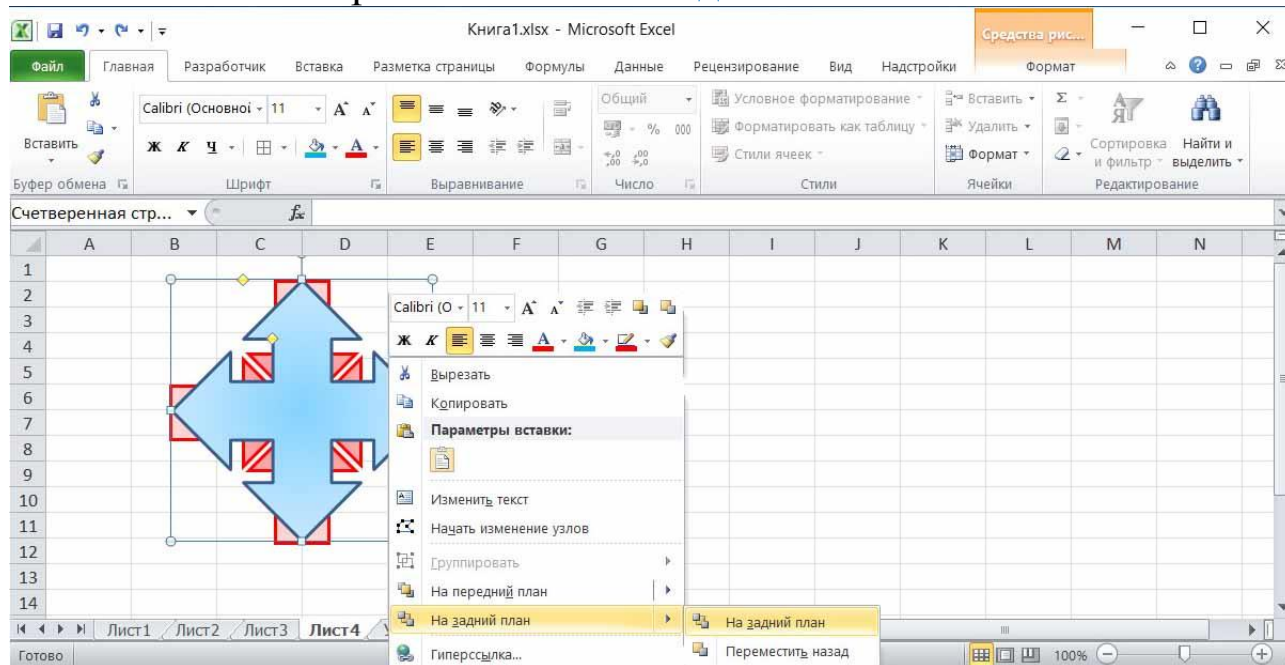 Книга1.xlsx - Microsoft Excel
Средства рис...
Файл Главная Разработчик Вставка Разметка страницы Формулы Данные Рецензирование Вид Надстройки Формат
Calibri (Основной 11 A A Общий Условное форматирование Вставить Σ
Вставить Ж К Ч A % 000 Форматировать как таблицу Удалить Сортировка Найти и
Стили ячеек Формат и фильтр выделить
Буфер обмена Шрифт Выравнивание Число Стили Ячейки Редактирование
Счетверенная стр... fx
A B C D E F G H I J K L M N
1
2
3
4
5
6
7
8
9
10
11
12
13
14
Calibri (О 11 A A
Ж К A
Вырезать
Копировать
Параметры вставки:
Изменить текст
Начать изменение узлов
Группировать
На передний план
На задний план На задний план
Гиперссылка... Переместить назад
Лист1 Лист2 Лист3 Лист4
Готово 100%